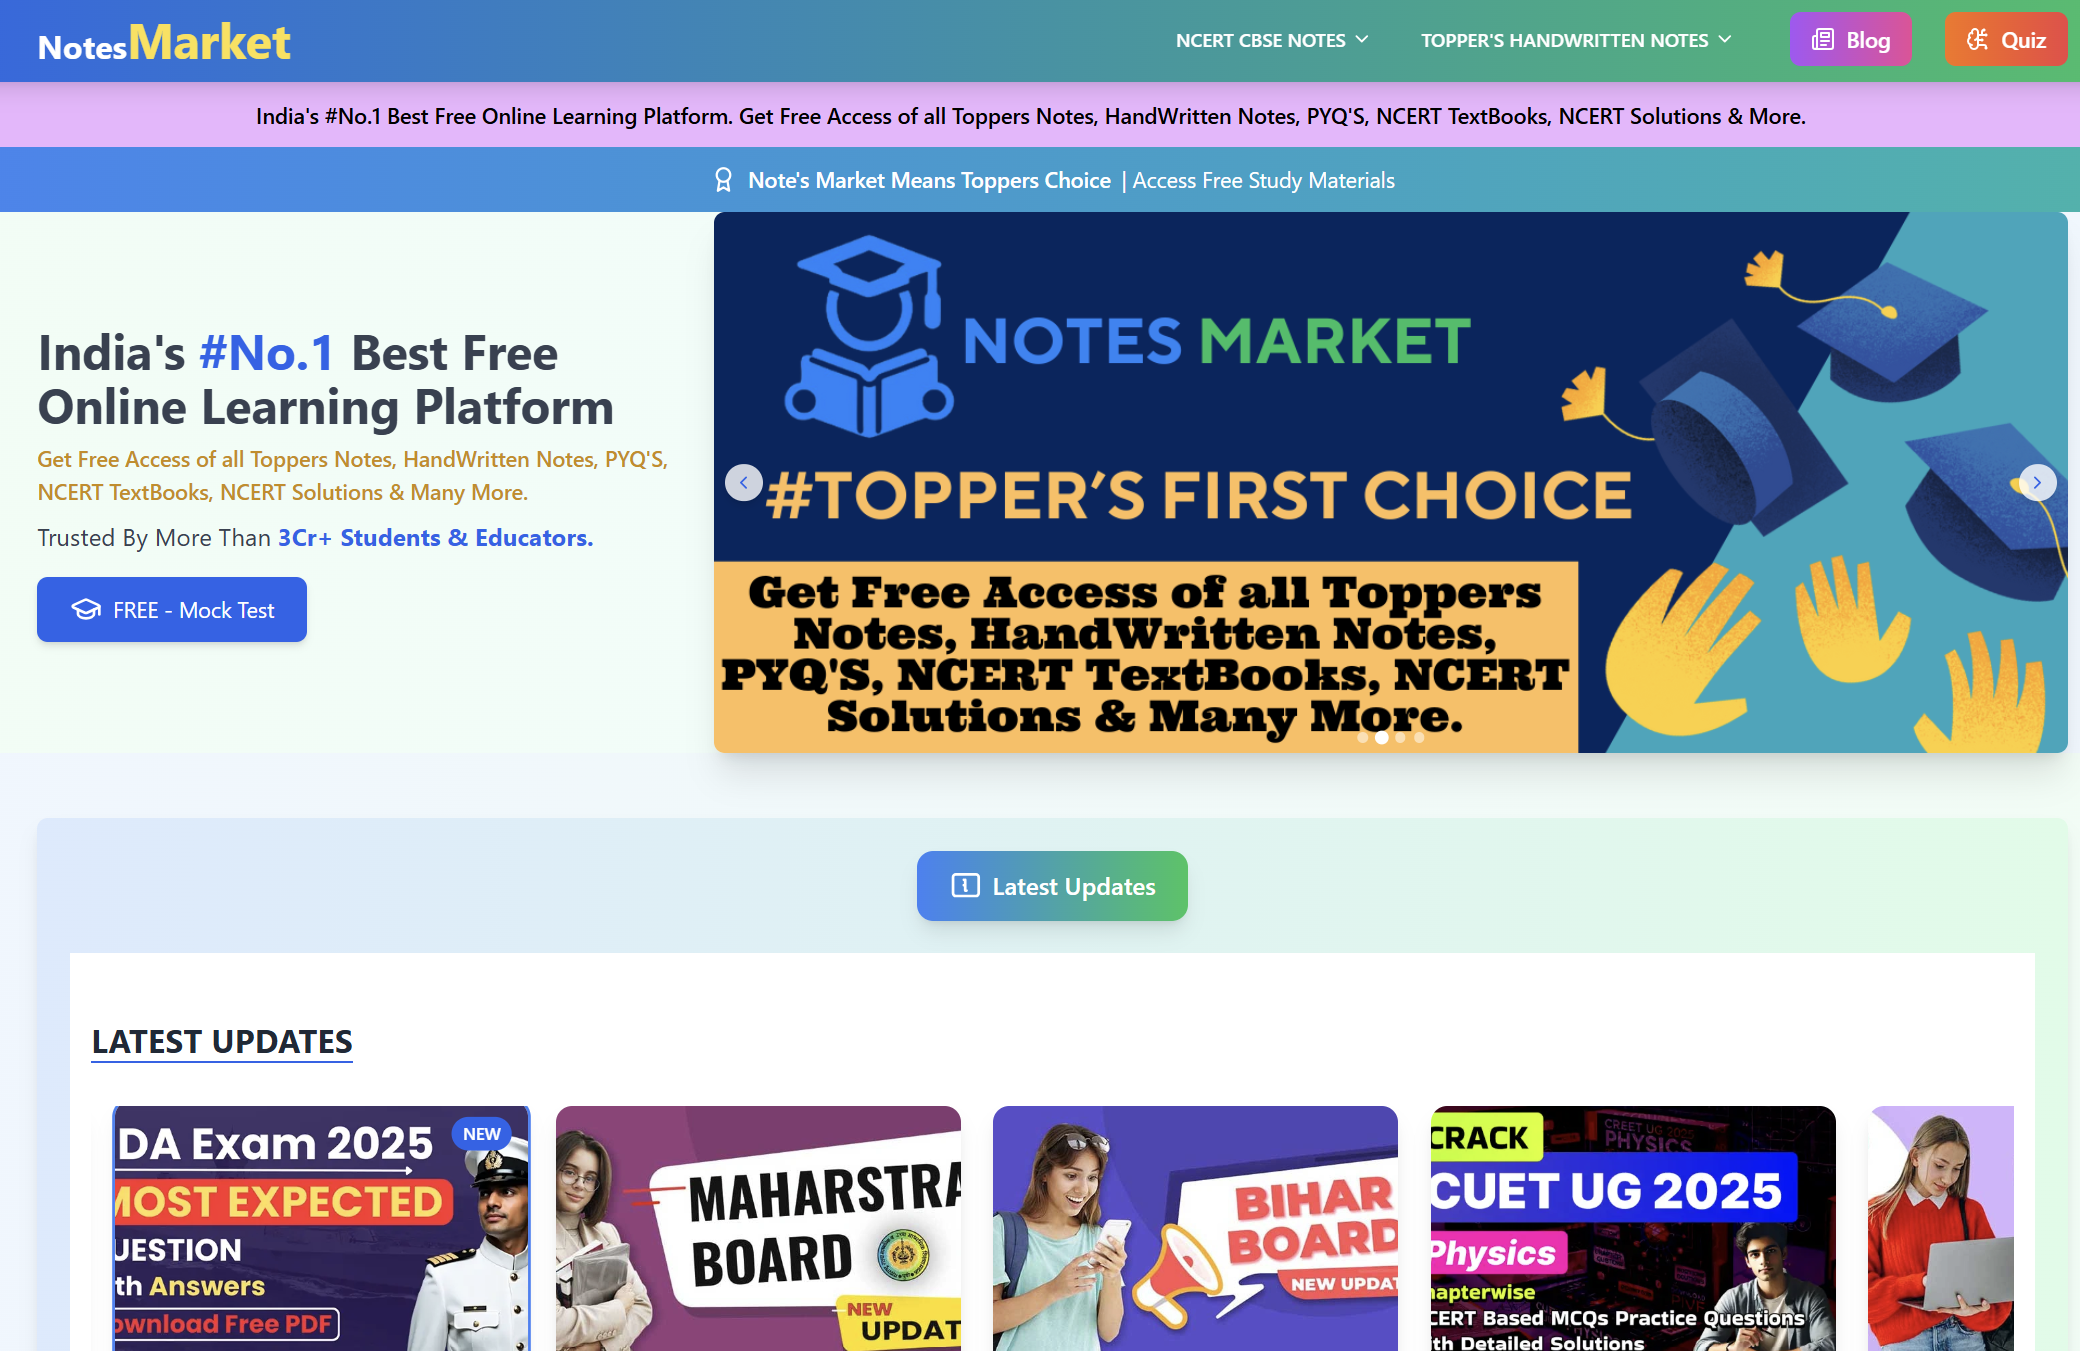 NotesMarket
NCERT CBSE NOTES
TOPPER'S HANDWRITTEN NOTES
Blog
Quiz
India's #No.1 Best Free Online Learning Platform. Get Free Access of all Toppers Notes, HandWritten Notes, PYQ'S, NCERT TextBooks, NCERT Solutions & More.
Note's Market Means Toppers Choice | Access Free Study Materials
India's #No.1 Best Free
Online Learning Platform
Get Free Access of all Toppers Notes, HandWritten Notes, PYQ'S,
NCERT TextBooks, NCERT Solutions & Many More.
Trusted By More Than 3Cr+ Students & Educators.
FREE - Mock Test
NOTES MARKET
#TOPPER'S FIRST CHOICE
Get Free Access of all Toppers
Notes, HandWritten Notes,
PYQ'S, NCERT TextBooks, NCERT
Solutions & Many More.
Latest Updates
LATEST UPDATES
DA Exam 2025
NEW
MOST EXPECTED
UESTION
th Answers
ownload Free PDF
MAHARSTRA
BOARD
NEW
UPDAT
BIHAR
BOARD
NEW UPDAT
CRACK
CUET UG 2025
Physics
hapterwise
CERT Based MCQs Practice Questions
ith Detailed Solutions